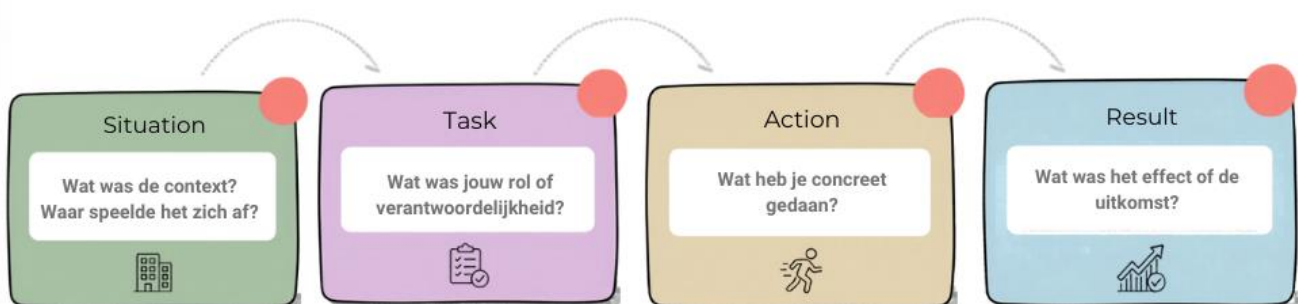 Situation
Wat was de context?
Waar speelde het zich af?
Task
Wat was jouw rol of
verantwoordelijkheid?
Action
Wat heb je concreet
gedaan?
Result
Wat was het effect of de
uitkomst?